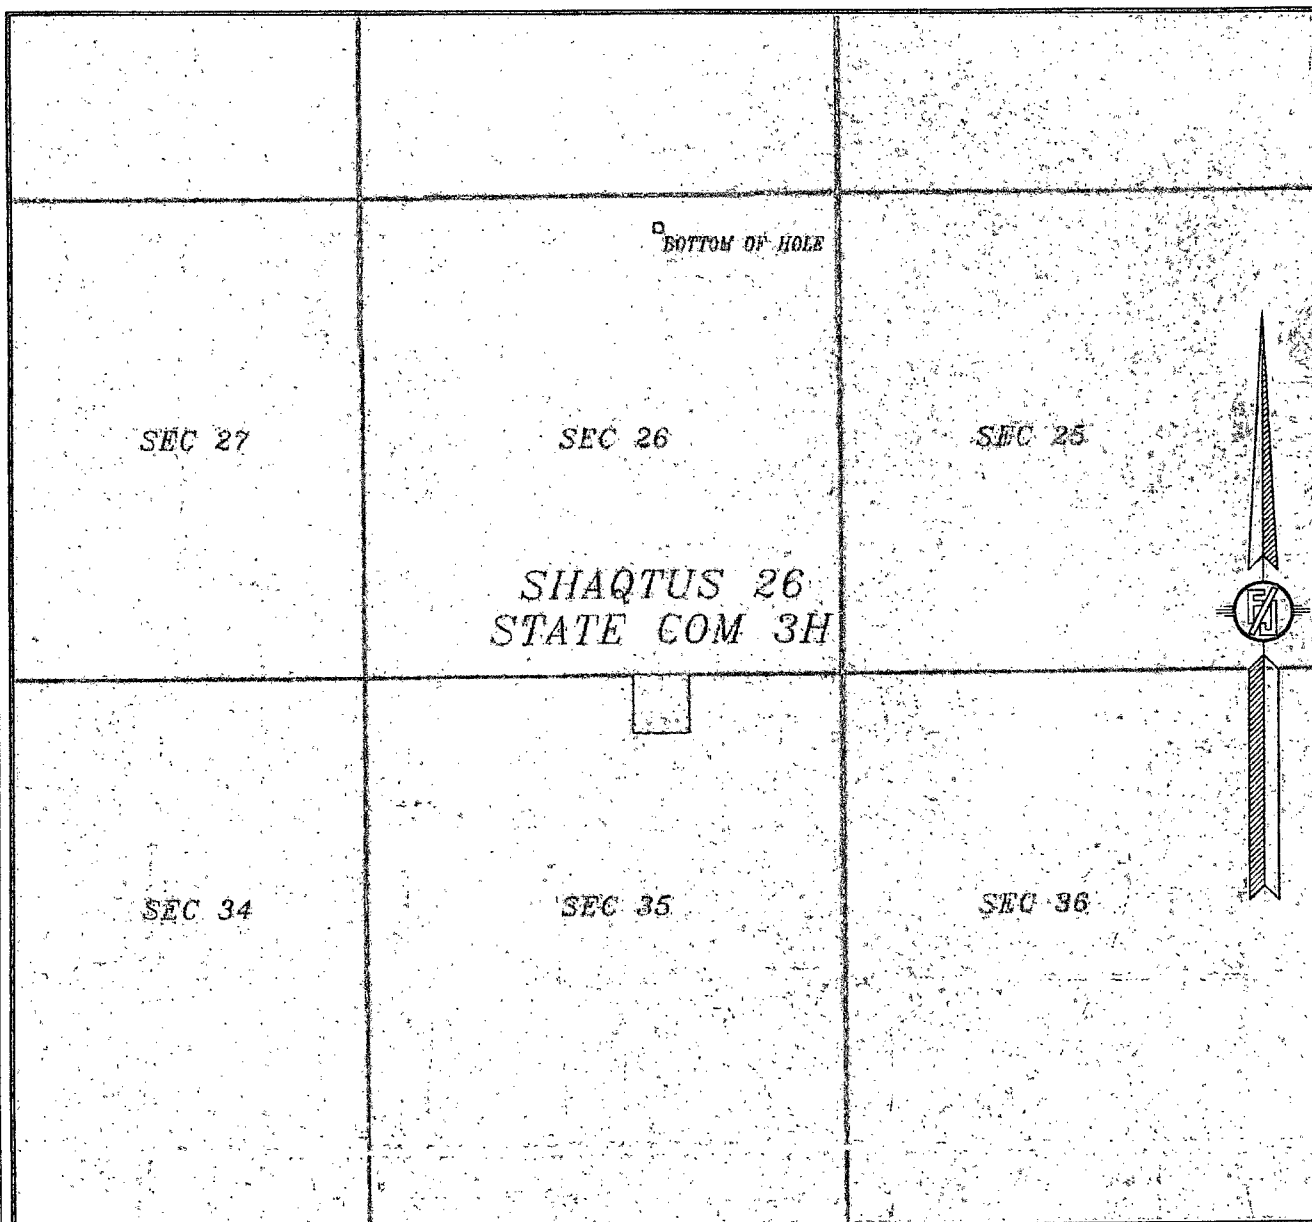 BOTTOM OF HOLE
SEC 27
SEC 26
SEC 25
SHAQTUS 26
STATE COM 3H
SEC 34
SEC 35
SEC 36